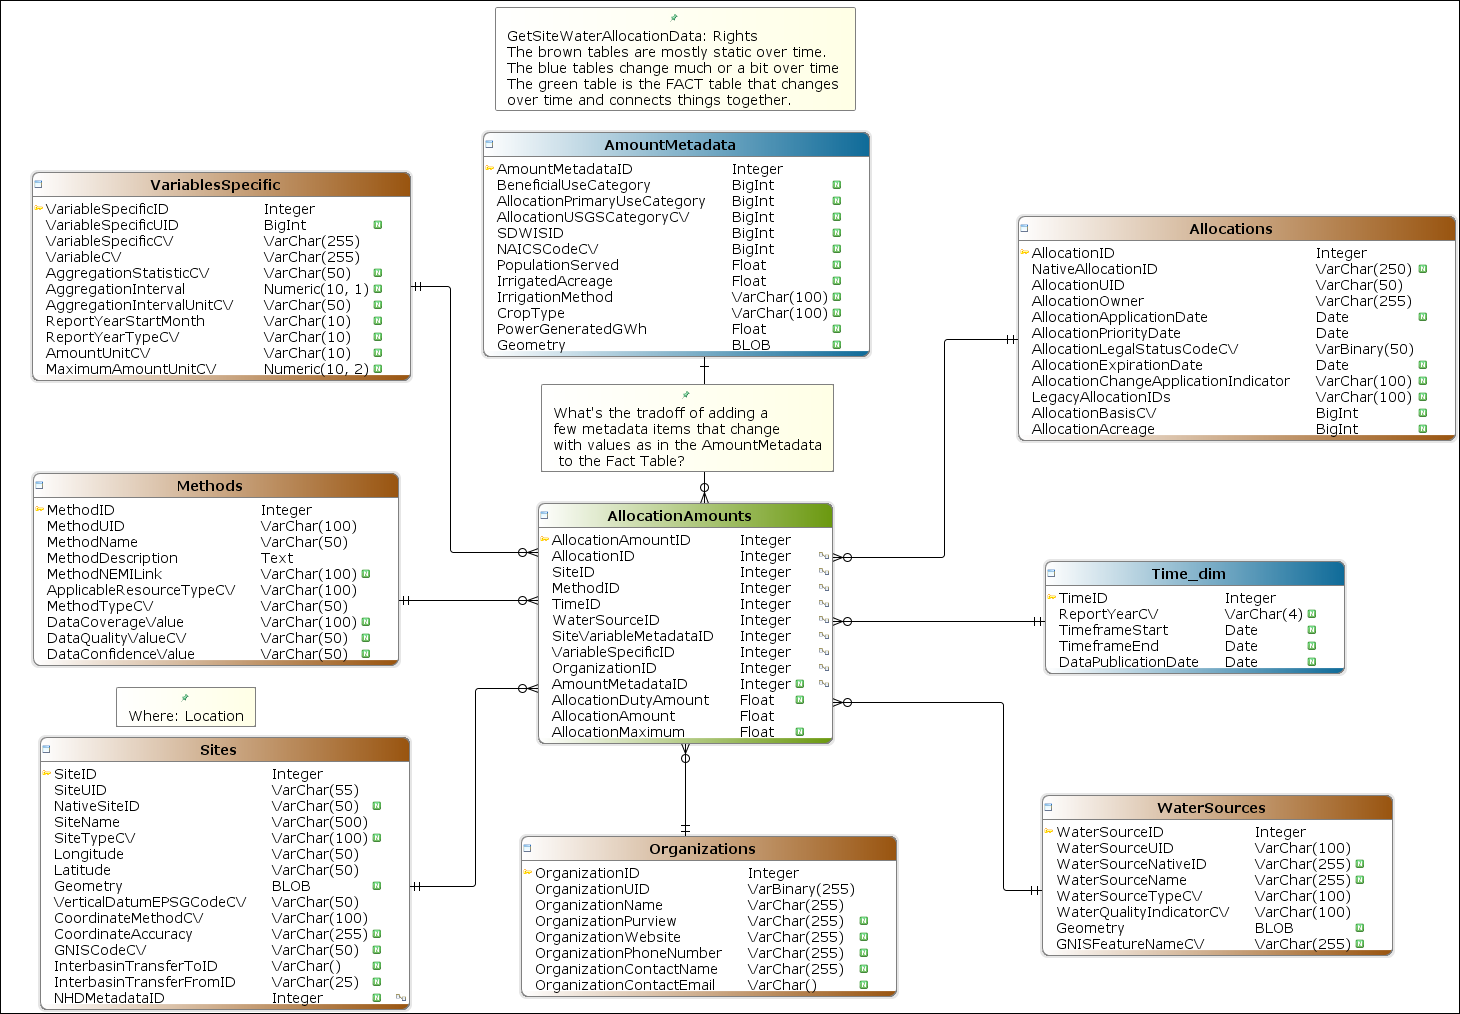 GetSiteWaterAllocationData: Rights
The brown tables are mostly static over time.
The blue tables change much or a bit over time
The green table is the FACT table that changes
over time and connects things together.
AmountMetadata
AmountMetadataID Integer
BeneficialUseCategory BigInt N
AllocationPrimaryUseCategory BigInt N
AllocationUSGSCategoryCV BigInt N
SDWISID BigInt N
NAICSCodeCV BigInt N
PopulationServed Float N
IrrigatedAcreage Float N
IrrigationMethod VarChar(100) N
CropType VarChar(100) N
PowerGeneratedGWh Float N
Geometry BLOB N
VariablesSpecific
VariableSpecificID Integer
VariableSpecificUID BigInt N
VariableSpecificCV VarChar(255)
VariableCV VarChar(255)
AggregationStatisticCV VarChar(50) N
AggregationInterval Numeric(10, 1) N
AggregationIntervalUnitCV VarChar(50) N
ReportYearStartMonth VarChar(10) N
ReportYearTypeCV VarChar(10) N
AmountUnitCV VarChar(10) N
MaximumAmountUnitCV Numeric(10, 2) N
Allocations
AllocationID Integer
NativeAllocationID VarChar(250) N
AllocationUID VarChar(50)
AllocationOwner VarChar(255)
AllocationApplicationDate Date N
AllocationPriorityDate Date
AllocationLegalStatusCodeCV VarBinary(50)
AllocationExpirationDate Date N
AllocationChangeApplicationIndicator VarChar(100) N
LegacyAllocationIDs VarChar(100) N
AllocationBasisCV BigInt N
AllocationAcreage BigInt N
What's the tradoff of adding a
few metadata items that change
with values as in the AmountMetadata
to the Fact Table?
Methods
MethodID Integer
MethodUID VarChar(100)
MethodName VarChar(50)
MethodDescription Text
MethodNEMILink VarChar(100) N
ApplicableResourceTypeCV VarChar(100)
MethodTypeCV VarChar(50)
DataCoverageValue VarChar(100) N
DataQualityValueCV VarChar(50) N
DataConfidenceValue VarChar(50) N
AllocationAmounts
AllocationAmountID Integer
AllocationID Integer
SiteID Integer
MethodID Integer
TimeID Integer
WaterSourceID Integer
SiteVariableMetadataID Integer
VariableSpecificID Integer
OrganizationID Integer
AmountMetadataID Integer N
AllocationDutyAmount Float N
AllocationAmount Float
AllocationMaximum Float N
Time_dim
TimeID Integer
ReportYearCV VarChar(4) N
TimeframeStart Date N
TimeframeEnd Date N
DataPublicationDate Date N
Where: Location
Sites
SiteID Integer
SiteUID VarChar(55)
NativeSiteID VarChar(50) N
SiteName VarChar(500)
SiteTypeCV VarChar(100) N
Longitude VarChar(50)
Latitude VarChar(50)
Geometry BLOB N
VerticalDatumEPSGCodeCV VarChar(50)
CoordinateMethodCV VarChar(100)
CoordinateAccuracy VarChar(255) N
GNISCodeCV VarChar(50) N
InterbasinTransferToID VarChar() N
InterbasinTransferFromID VarChar(25) N
NHDMetadataID Integer N
Organizations
OrganizationID Integer
OrganizationUID VarBinary(255)
OrganizationName VarChar(255)
OrganizationPurview VarChar(255) N
OrganizationWebsite VarChar(255) N
OrganizationPhoneNumber VarChar(255) N
OrganizationContactName VarChar(255) N
OrganizationContactEmail VarChar() N
WaterSources
WaterSourceID Integer
WaterSourceUID VarChar(100)
WaterSourceNativeID VarChar(255) N
WaterSourceName VarChar(255) N
WaterSourceTypeCV VarChar(100)
WaterQualityIndicatorCV VarChar(100)
Geometry BLOB N
GNISFeatureNameCV VarChar(255) N